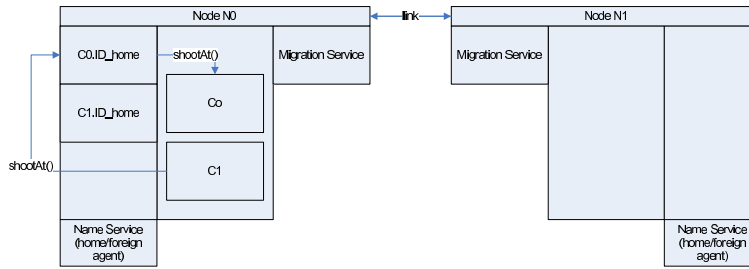 Node N0
link
Node N1
C0.ID_home
shootAt()
Migration Service
Migration Service
Co
C1.ID_home
shootAt()
C1
Name Service
(home/foreign
agent)
Name Service
(home/foreign
agent)